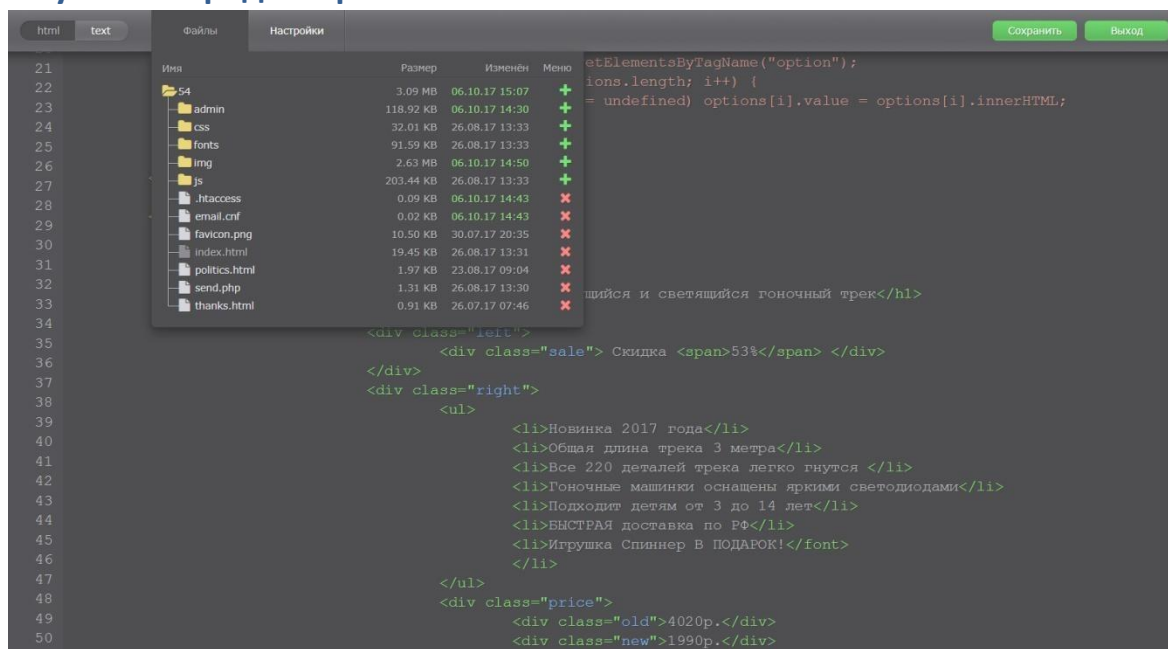 html text Файлы Настройки Сохранить Выход
Имя Размер Изменён Меню
54 3.09 MB 06.10.17 15:07
admin 118.92 KB 06.10.17 14:30
css 32.01 KB 26.08.17 13:33
fonts 91.59 KB 26.08.17 13:33
img 2.63 MB 06.10.17 14:50
js 203.44 KB 26.08.17 13:33
.htaccess 0.09 KB 06.10.17 14:43
email.cnf 0.02 KB 06.10.17 14:43
favicon.png 10.50 KB 30.07.17 20:35
index.html 19.45 KB 26.08.17 13:31
politics.html 1.97 KB 23.08.17 09:04
send.php 1.31 KB 26.08.17 13:30
thanks.html 0.91 KB 26.07.17 07:46
21 etElementsByTagName("option");
22 ions.length; i++) {
23 = undefined) options[i].value = options[i].innerHTML;
24
25
26
27
28
29
30
31
32
33 щийся и светящийся гоночный трек</h1>
34
35 <div class="left">
36 <div class="sale"> Скидка <span>53%</span> </div>
37 </div>
38 <div class="right">
39 <ul>
40 <li>Новинка 2017 года</li>
41 <li>Общая длина трека 3 метра</li>
42 <li>Все 220 деталей трека легко гнутся </li>
43 <li>Гоночные машинки оснащены яркими светодиодами</li>
44 <li>Подходит детям от 3 до 14 лет</li>
45 <li>БЫСТРАЯ доставка по РФ</li>
46 <li>Игрушка Спиннер В ПОДАРОК!</font>
47 </li>
48 </ul>
49 <div class="price">
50 <div class="old">4020р.</div>
<div class="new">1990р.</div>